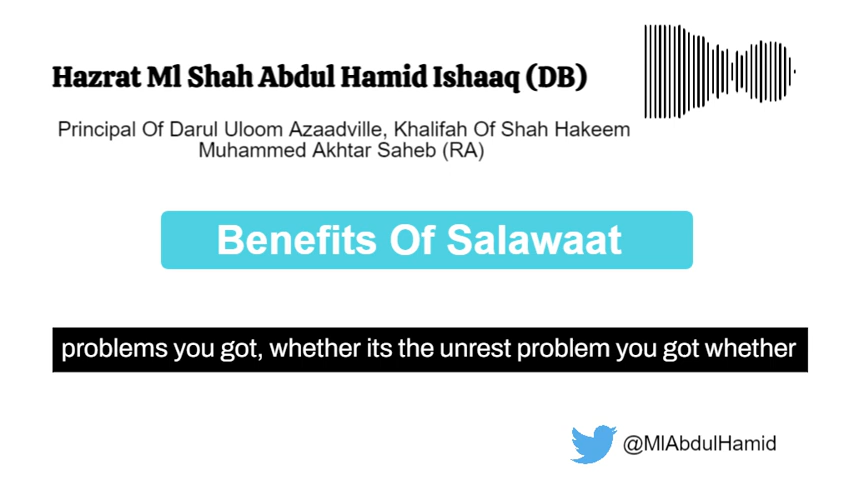 Hazrat Ml Shah Abdul Hamid Ishaaq (DB)
Principal Of Darul Uloom Azaadville, Khalifah Of Shah Hakeem
Muhammed Akhtar Saheb (RA)
Benefits Of Salawaat
problems you got, whether its the unrest problem you got whether
@MlAbdulHamid